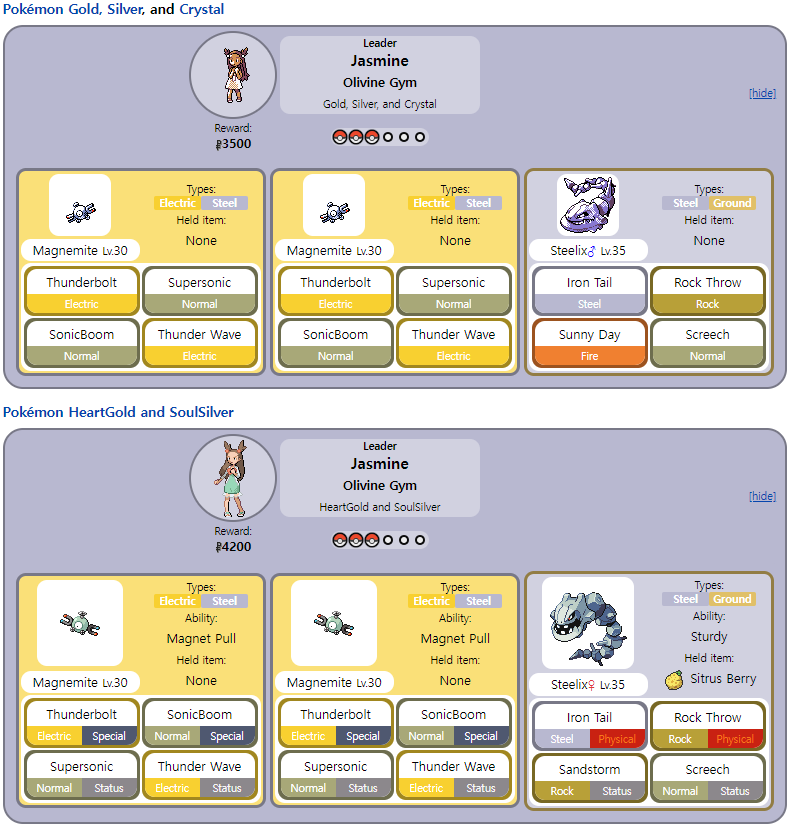 Pokémon Gold, Silver, and Crystal
Leader
Jasmine
Olivine Gym
Gold, Silver, and Crystal
[hide]
Reward:
₽3500
Types:
Electric Steel
Held item:
None
Magnemite Lv.30
Thunderbolt
Electric
Supersonic
Normal
SonicBoom
Normal
Thunder Wave
Electric
Types:
Electric Steel
Held item:
None
Magnemite Lv.30
Thunderbolt
Electric
Supersonic
Normal
SonicBoom
Normal
Thunder Wave
Electric
Types:
Steel Ground
Held item:
None
Steelix♂ Lv.35
Iron Tail
Steel
Rock Throw
Rock
Sunny Day
Fire
Screech
Normal
Pokémon HeartGold and SoulSilver
Leader
Jasmine
Olivine Gym
HeartGold and SoulSilver
[hide]
Reward:
₽4200
Types:
Electric Steel
Ability:
Magnet Pull
Held item:
None
Magnemite Lv.30
Thunderbolt
Electric Special
SonicBoom
Normal Special
Supersonic
Normal Status
Thunder Wave
Electric Status
Types:
Electric Steel
Ability:
Magnet Pull
Held item:
None
Magnemite Lv.30
Thunderbolt
Electric Special
SonicBoom
Normal Special
Supersonic
Normal Status
Thunder Wave
Electric Status
Types:
Steel Ground
Ability:
Sturdy
Held item:
Sitrus Berry
Steelix♀ Lv.35
Iron Tail
Steel Physical
Rock Throw
Rock Physical
Sandstorm
Rock Status
Screech
Normal Status